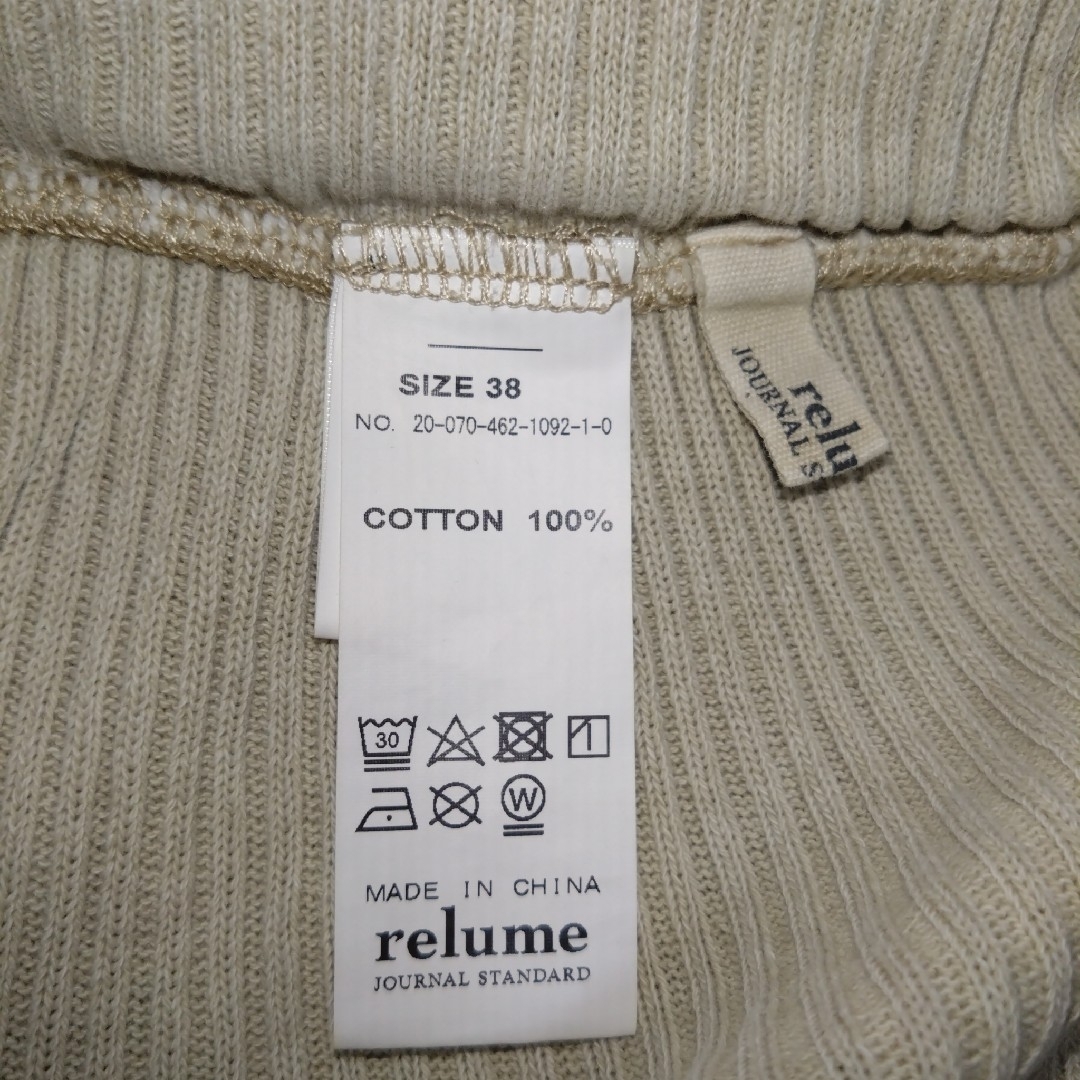 SIZE 38
NO. 20-070-462-1092-1-0
COTTON 100%
30
W
MADE IN CHINA
relume
JOURNAL STANDARD
relu
JOURNAL S